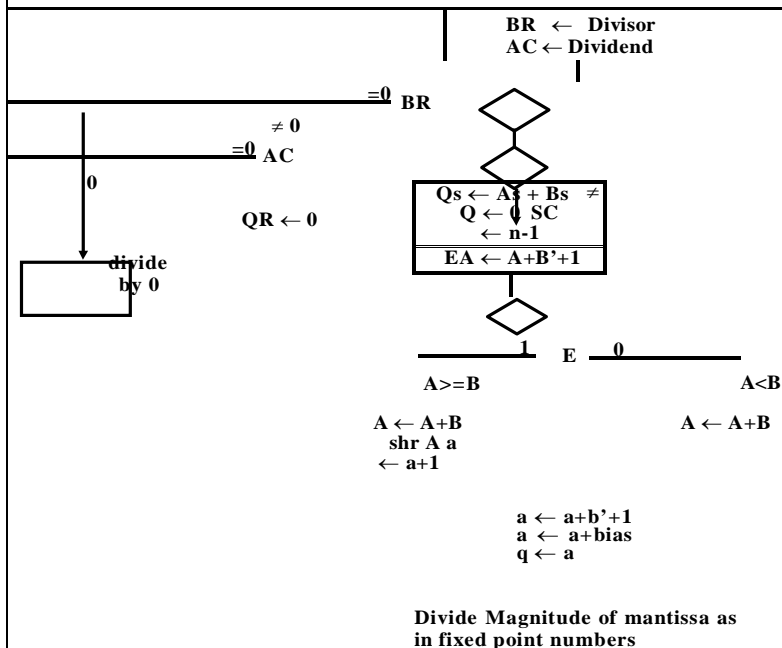 BR ← Divisor
AC ← Dividend
=0 BR
≠ 0
=0 AC
0
Qs ← As + Bs ≠
Q ← 0 SC
← n-1
QR ← 0
EA ← A+B’+1
divide
by 0
1 E 0
A>=B A<B
A ← A+B A ← A+B
shr A a
← a+1
a ← a+b’+1
a ← a+bias
q ← a
Divide Magnitude of mantissa as
in fixed point numbers